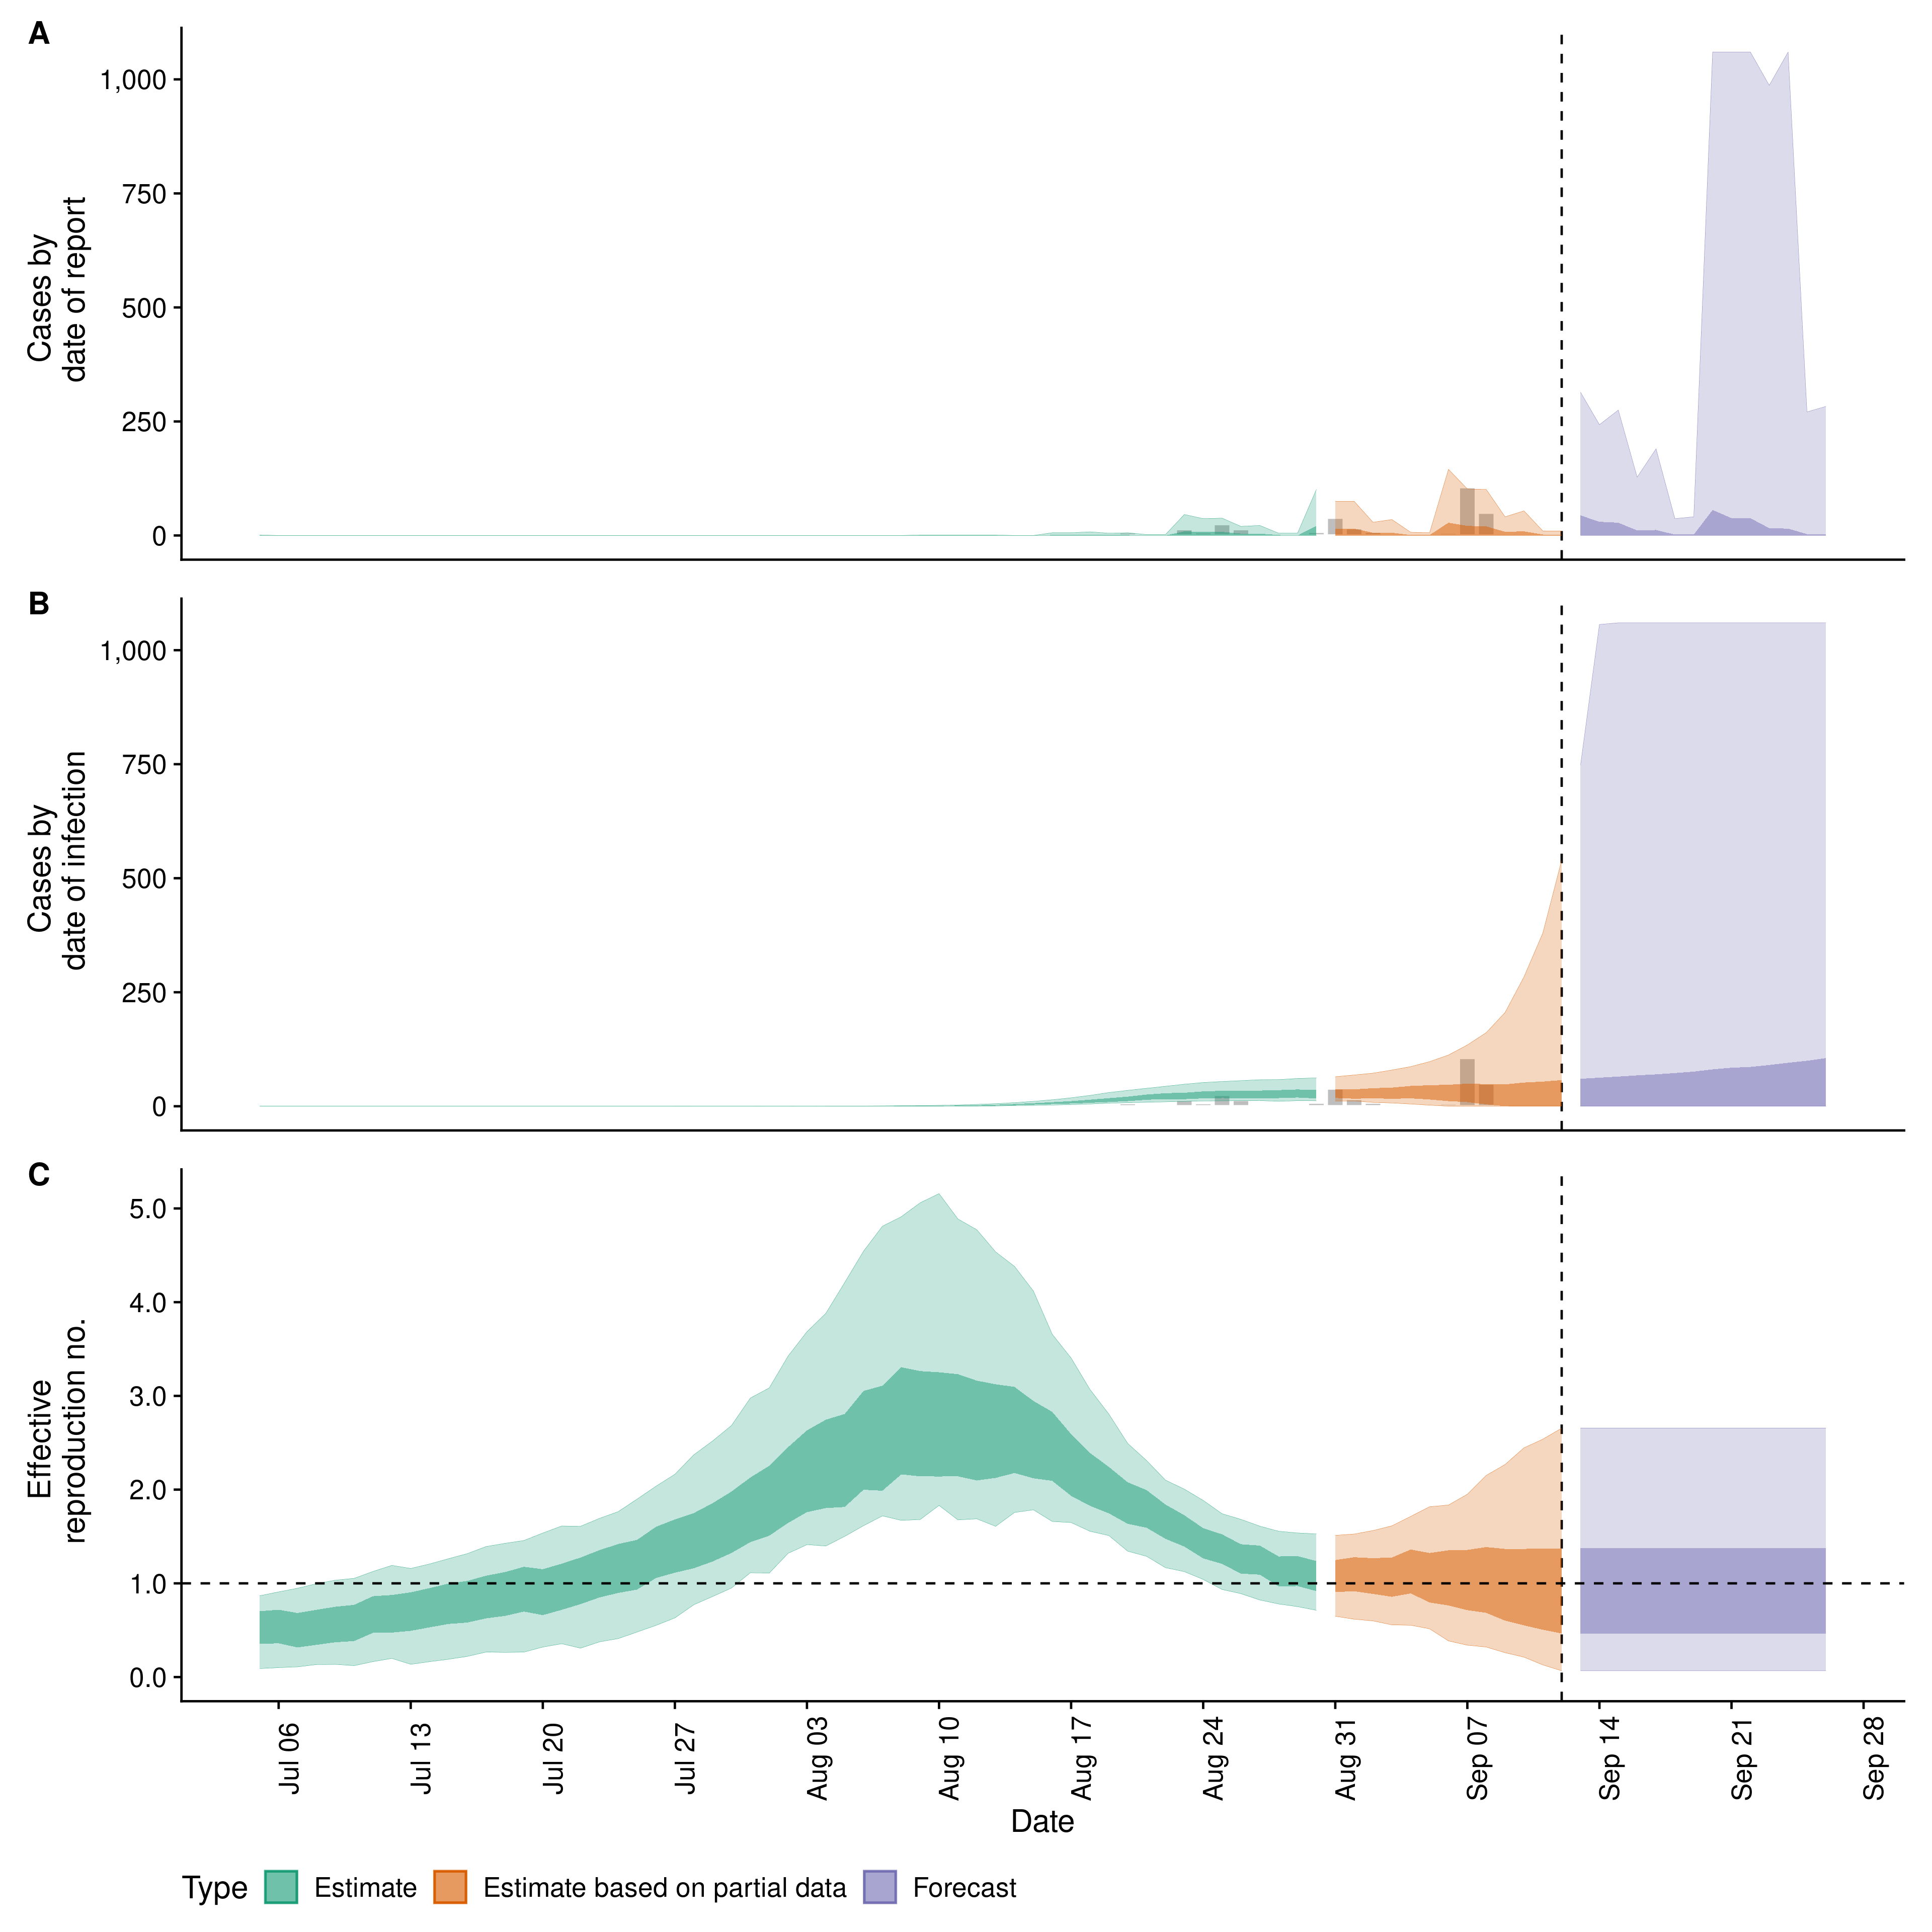 A
1,000
750
500
250
0
Cases by
date of report
B
1,000
750
500
250
0
Cases by
date of infection
C
5.0
4.0
3.0
2.0
1.0
0.0
Effective
reproduction no.
Jul 06
Jul 13
Jul 20
Jul 27
Aug 03
Aug 10
Aug 17
Aug 24
Aug 31
Sep 07
Sep 14
Sep 21
Sep 28
Date
Type Estimate Estimate based on partial data Forecast